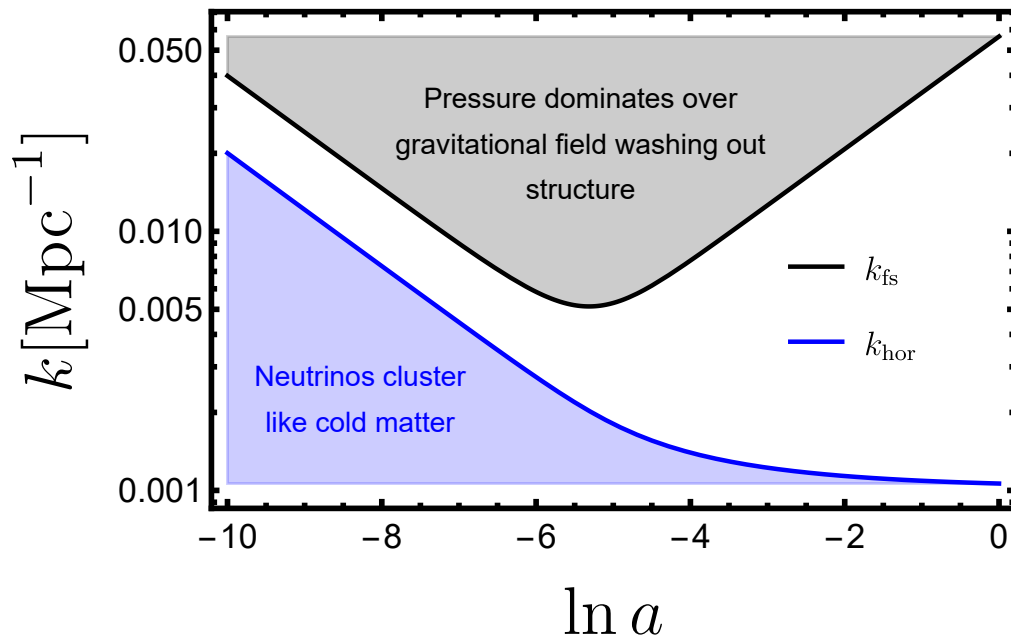 0.050
0.010
0.005
0.001
k[Mpc⁻¹]
Pressure dominates over
gravitational field washing out
structure
k_fs
k_hor
Neutrinos cluster
like cold matter
−10 −8 −6 −4 −2 0
ln a